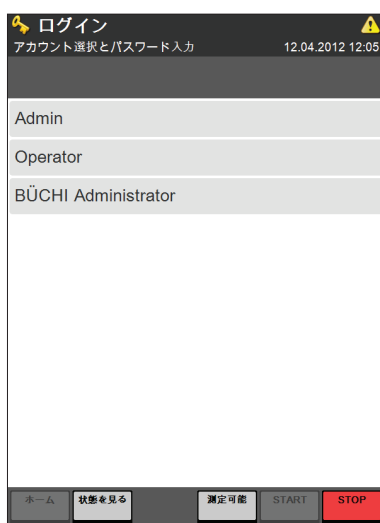 ログイン
アカウント選択とパスワード入力 12.04.2012 12:05
Admin
Operator
BÜCHI Administrator
ホーム 状態を見る 測定可能 START STOP